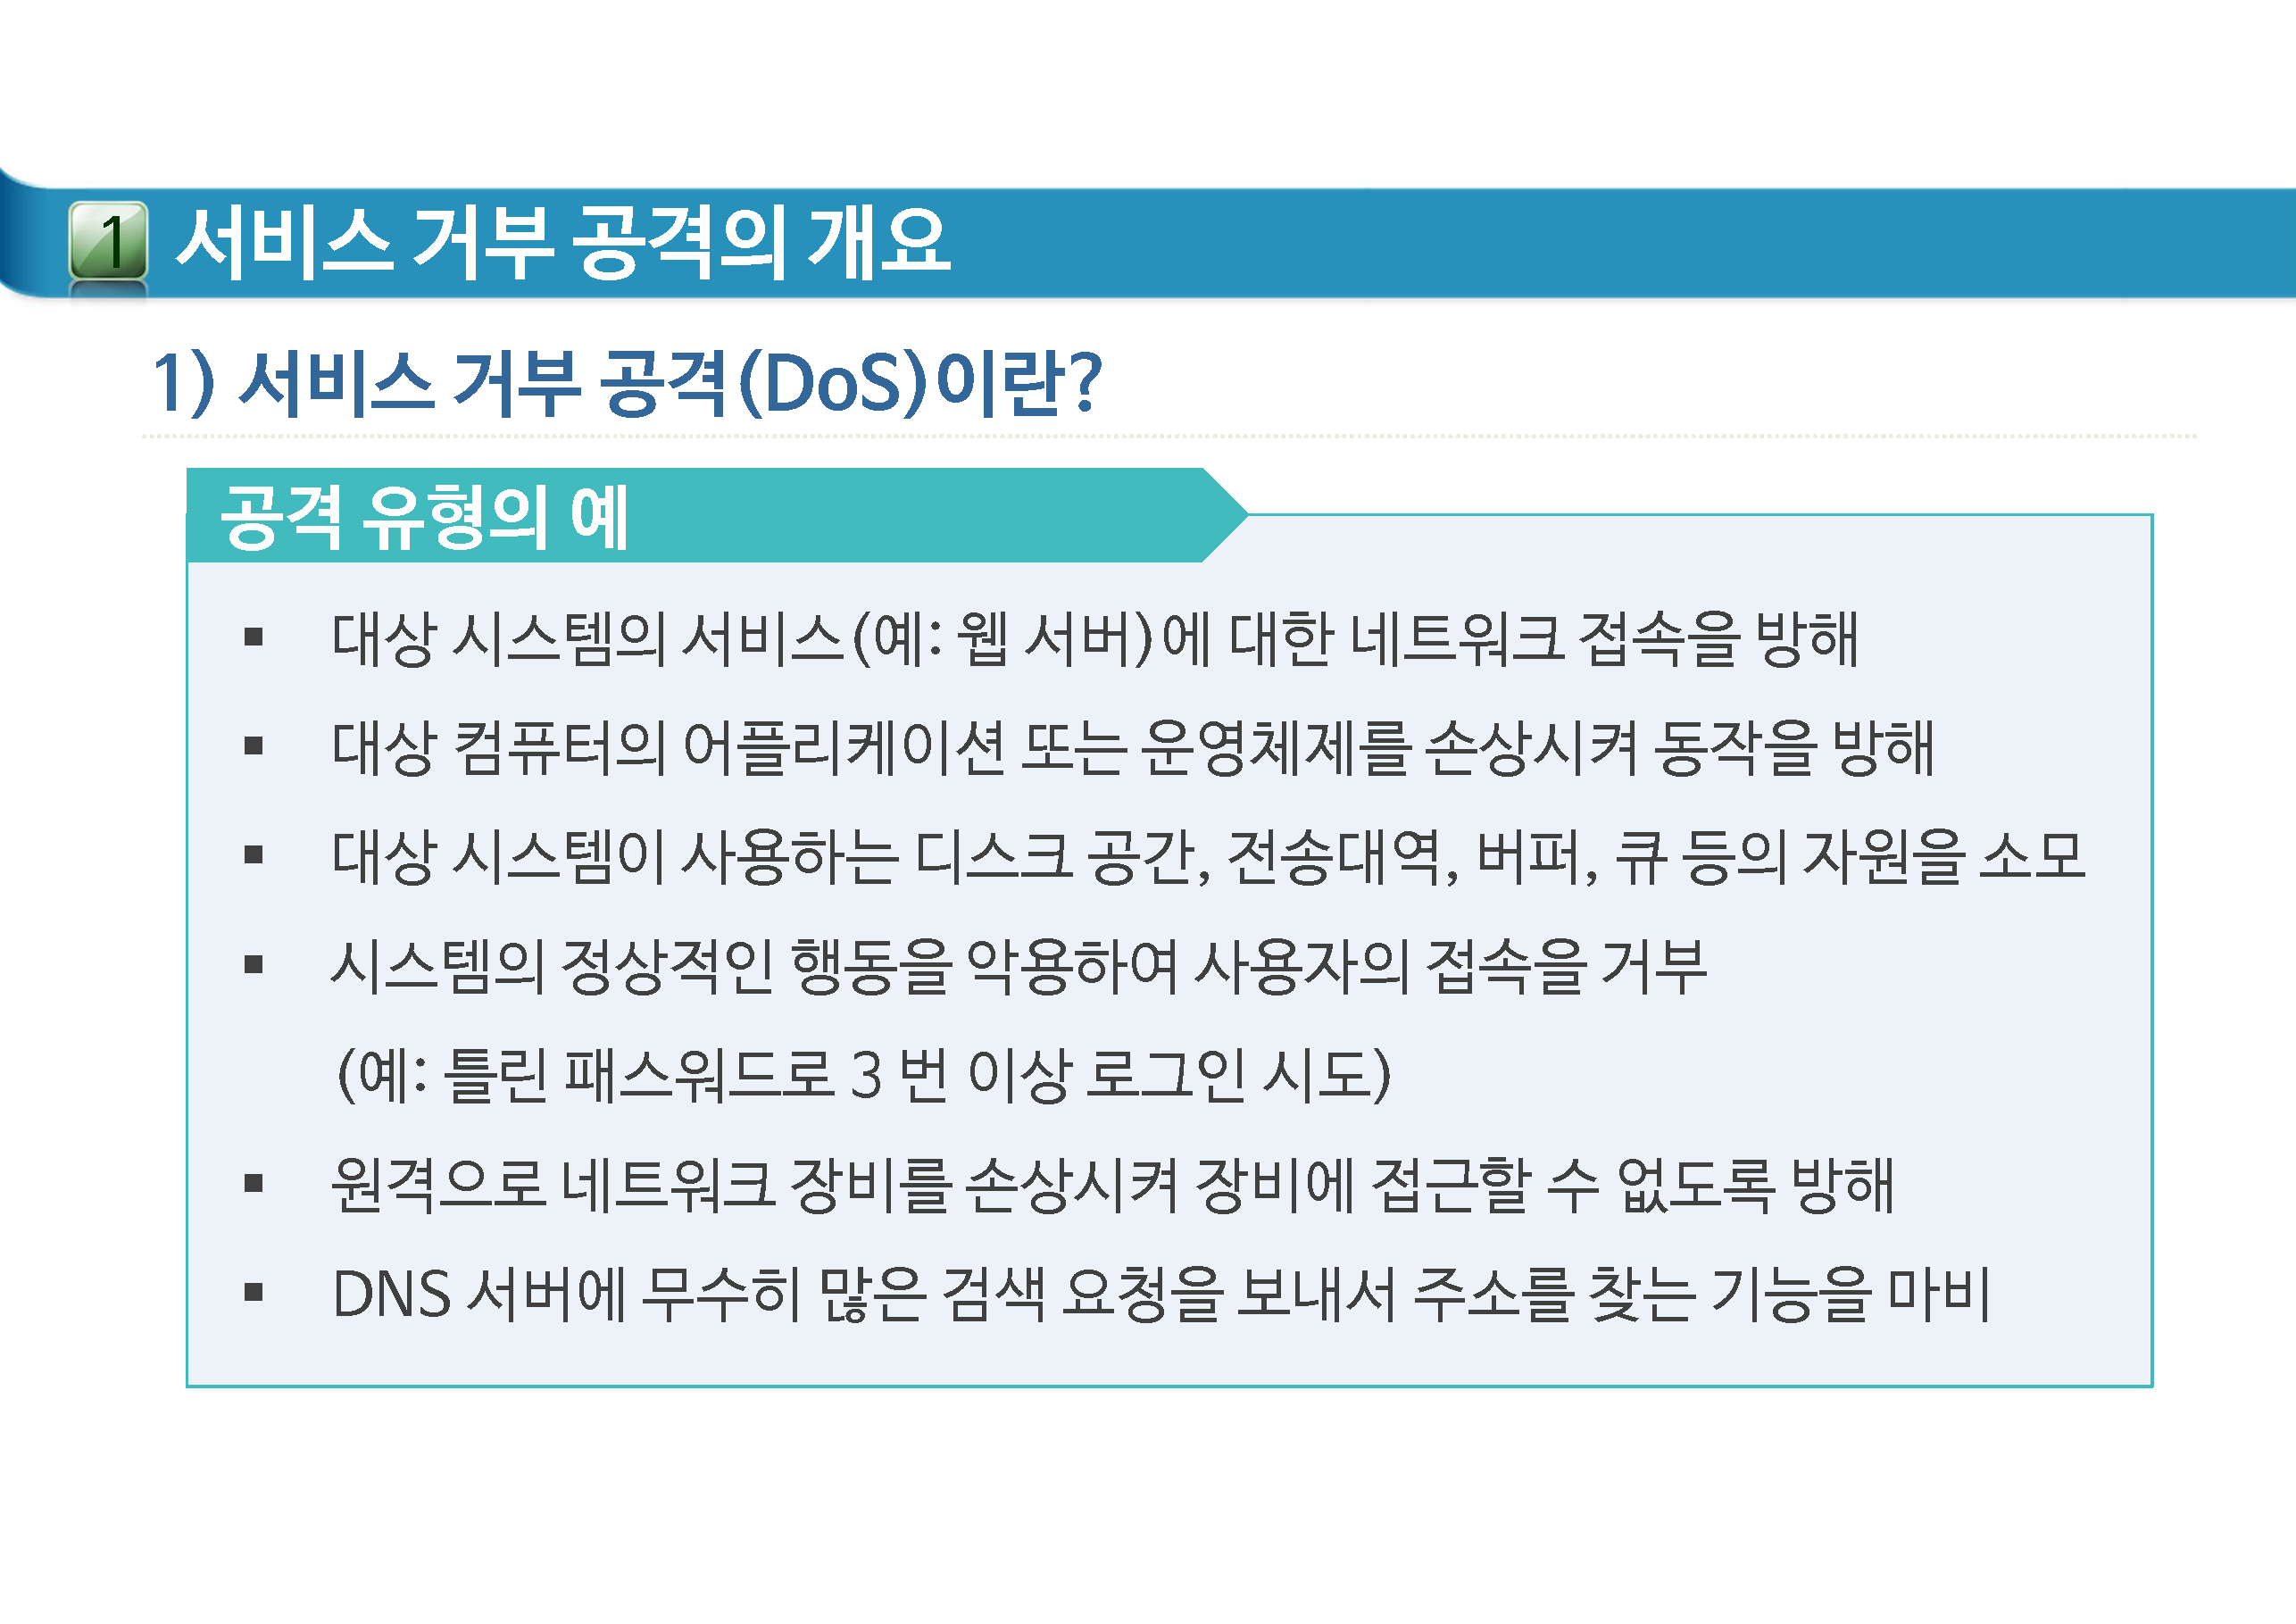 1 서비스 거부 공격의 개요
1) 서비스 거부 공격(DoS)이란?
공격 유형의 예
▪ 대상 시스템의 서비스(예: 웹 서버)에 대한 네트워크 접속을 방해
▪ 대상 컴퓨터의 어플리케이션 또는 운영체제를 손상시켜 동작을 방해
▪ 대상 시스템이 사용하는 디스크 공간, 전송대역, 버퍼, 큐 등의 자원을 소모
▪ 시스템의 정상적인 행동을 악용하여 사용자의 접속을 거부
(예: 틀린 패스워드로 3 번 이상 로그인 시도)
▪ 원격으로 네트워크 장비를 손상시켜 장비에 접근할 수 없도록 방해
▪ DNS 서버에 무수히 많은 검색 요청을 보내서 주소를 찾는 기능을 마비